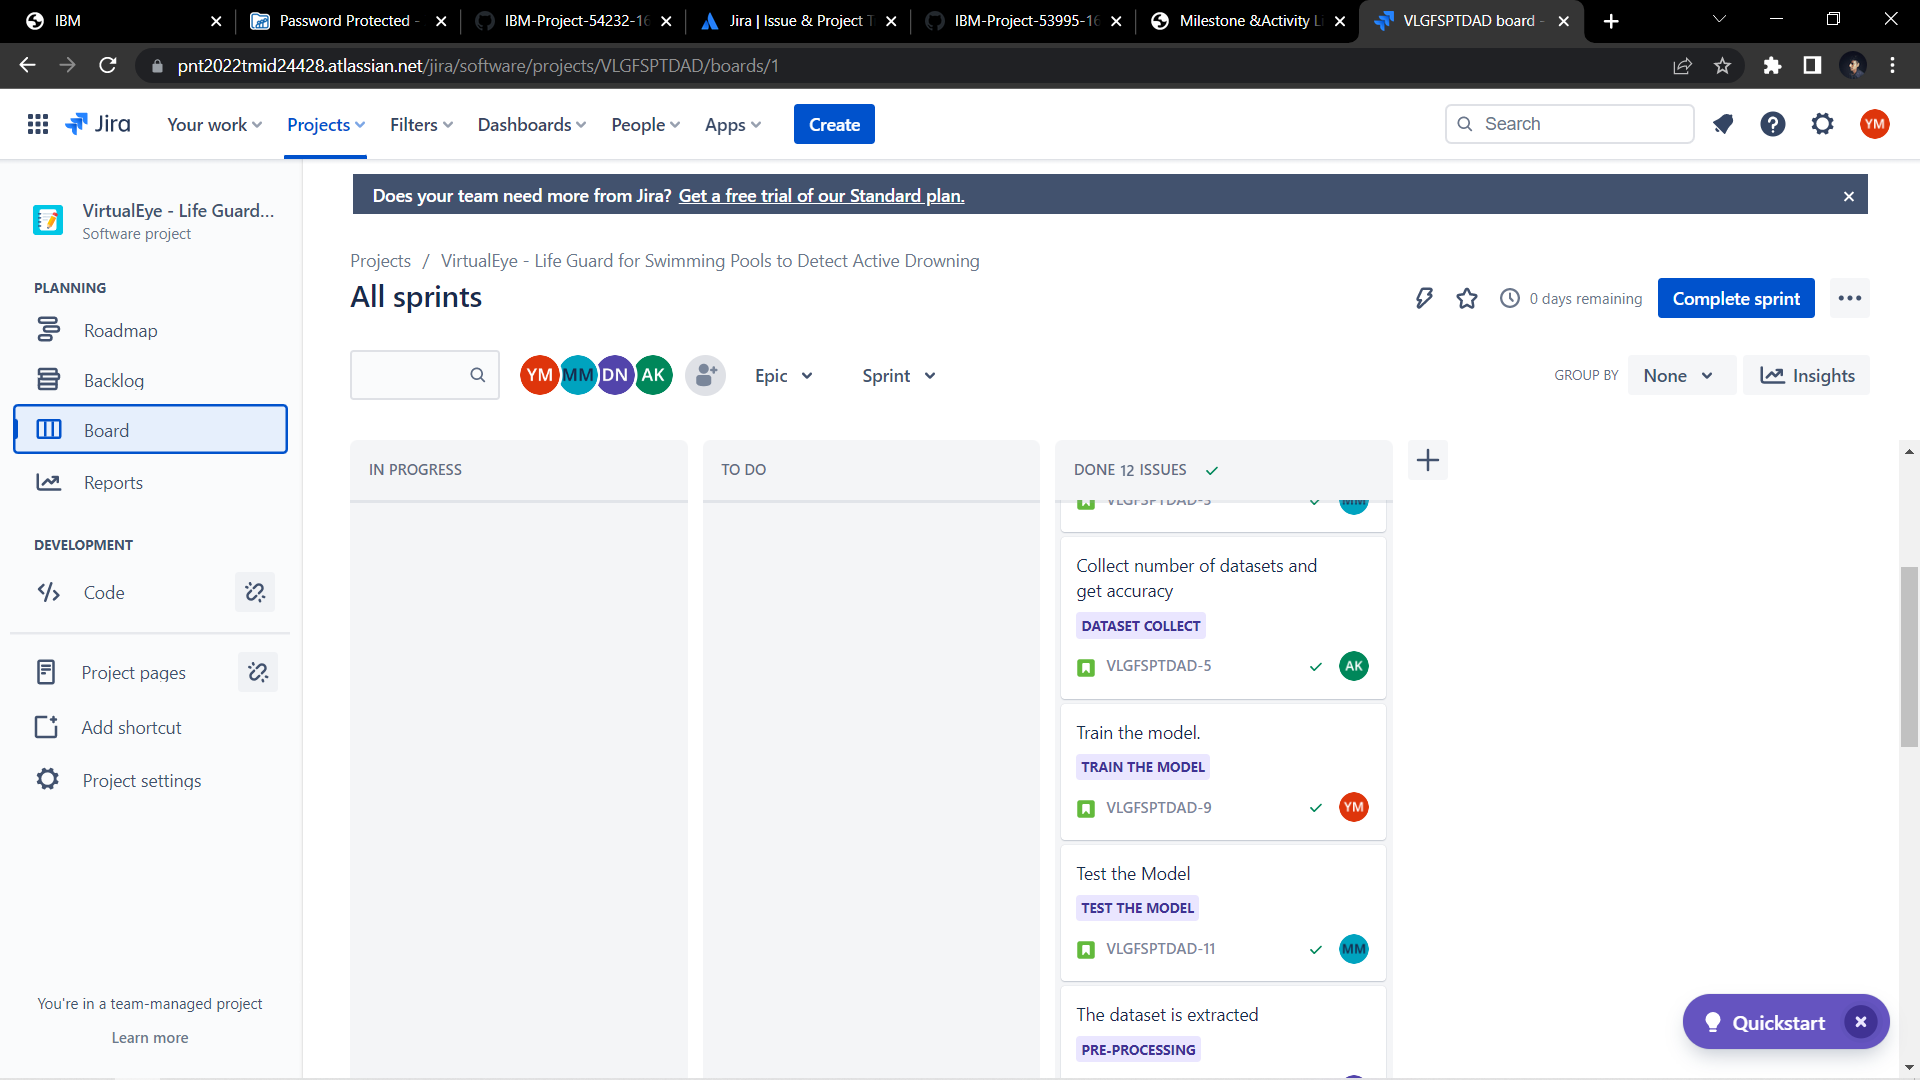 IBM
Password Protected -
IBM-Project-54232-16
Jira | Issue & Project T
IBM-Project-53995-16
Milestone &Activity Li
VLGFSPTDAD board -
pnt2022tmid24428.atlassian.net/jira/software/projects/VLGFSPTDAD/boards/1
Jira
Your work
Projects
Filters
Dashboards
People
Apps
Create
Search
YM
Does your team need more from Jira? Get a free trial of our Standard plan.
VirtualEye - Life Guard...
Software project
PLANNING
Roadmap
Backlog
Board
Reports
DEVELOPMENT
Code
Project pages
Add shortcut
Project settings
You're in a team-managed project
Learn more
Projects / VirtualEye - Life Guard for Swimming Pools to Detect Active Drowning
All sprints
0 days remaining
Complete sprint
YM MM DN AK
Epic
Sprint
GROUP BY
None
Insights
IN PROGRESS
TO DO
DONE 12 ISSUES
VLGFSPTDAD-3
MM
Collect number of datasets and
get accuracy
DATASET COLLECT
VLGFSPTDAD-5
AK
Train the model.
TRAIN THE MODEL
VLGFSPTDAD-9
YM
Test the Model
TEST THE MODEL
VLGFSPTDAD-11
MM
The dataset is extracted
PRE-PROCESSING
Quickstart